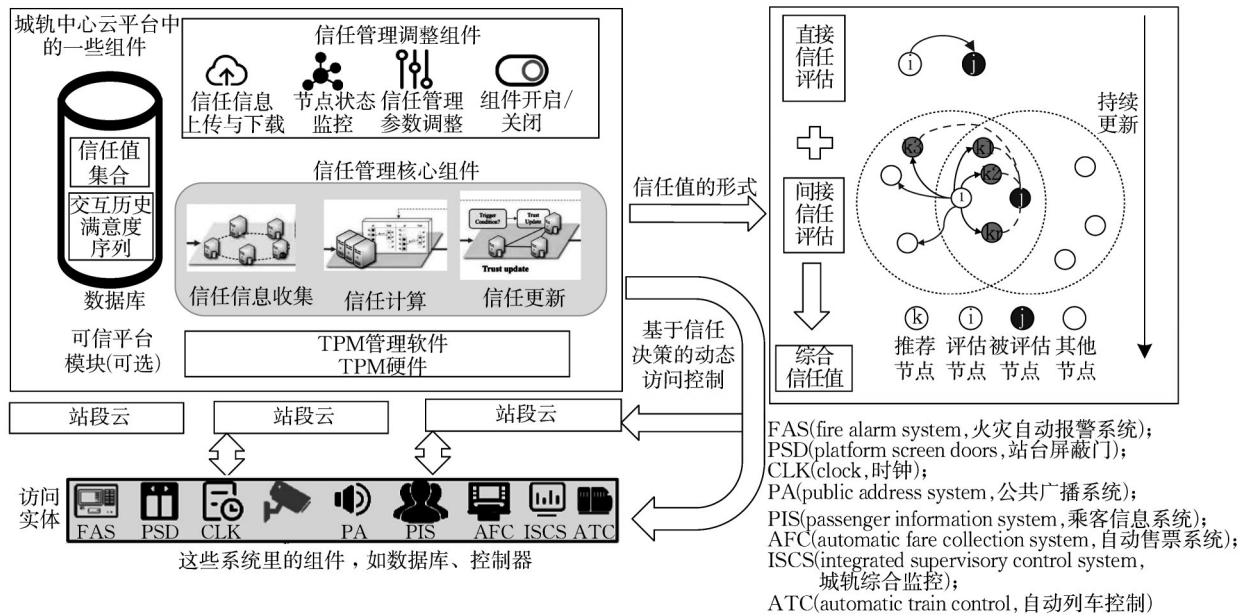 城轨中心云平台中
的一些组件
信任值
集合
交互历史
满意度
序列
数据库
可信平台
模块(可选)
信任管理调整组件
信任信息
上传与下载
节点状态
监控
信任管理
参数调整
组件开启/
关闭
信任管理核心组件
信任信息收集
信任计算
Trigger
Condition?
Trust
Update
Trust update
信任更新
TPM管理软件
TPM硬件
信任值的形式
基于信任
决策的动态
访问控制
直接
信任
评估
间接
信任
评估
综合
信任值
i
j
k3
k1
k2
i
j
kn
持续
更新
k
i
j
推荐
节点
评估
节点
被评估
节点
其他
节点
站段云
站段云
站段云
访问
实体
FAS
PSD
CLK
PA
PIS
AFC
ISCS
ATC
这些系统里的组件，如数据库、控制器
FAS(fire alarm system,火灾自动报警系统);
PSD(platform screen doors,站台屏蔽门);
CLK(clock,时钟);
PA(public address system,公共广播系统);
PIS(passenger information system,乘客信息系统);
AFC(automatic fare collection system,自动售票系统);
ISCS(integrated supervisory control system,
城轨综合监控);
ATC(automatic train control,自动列车控制)